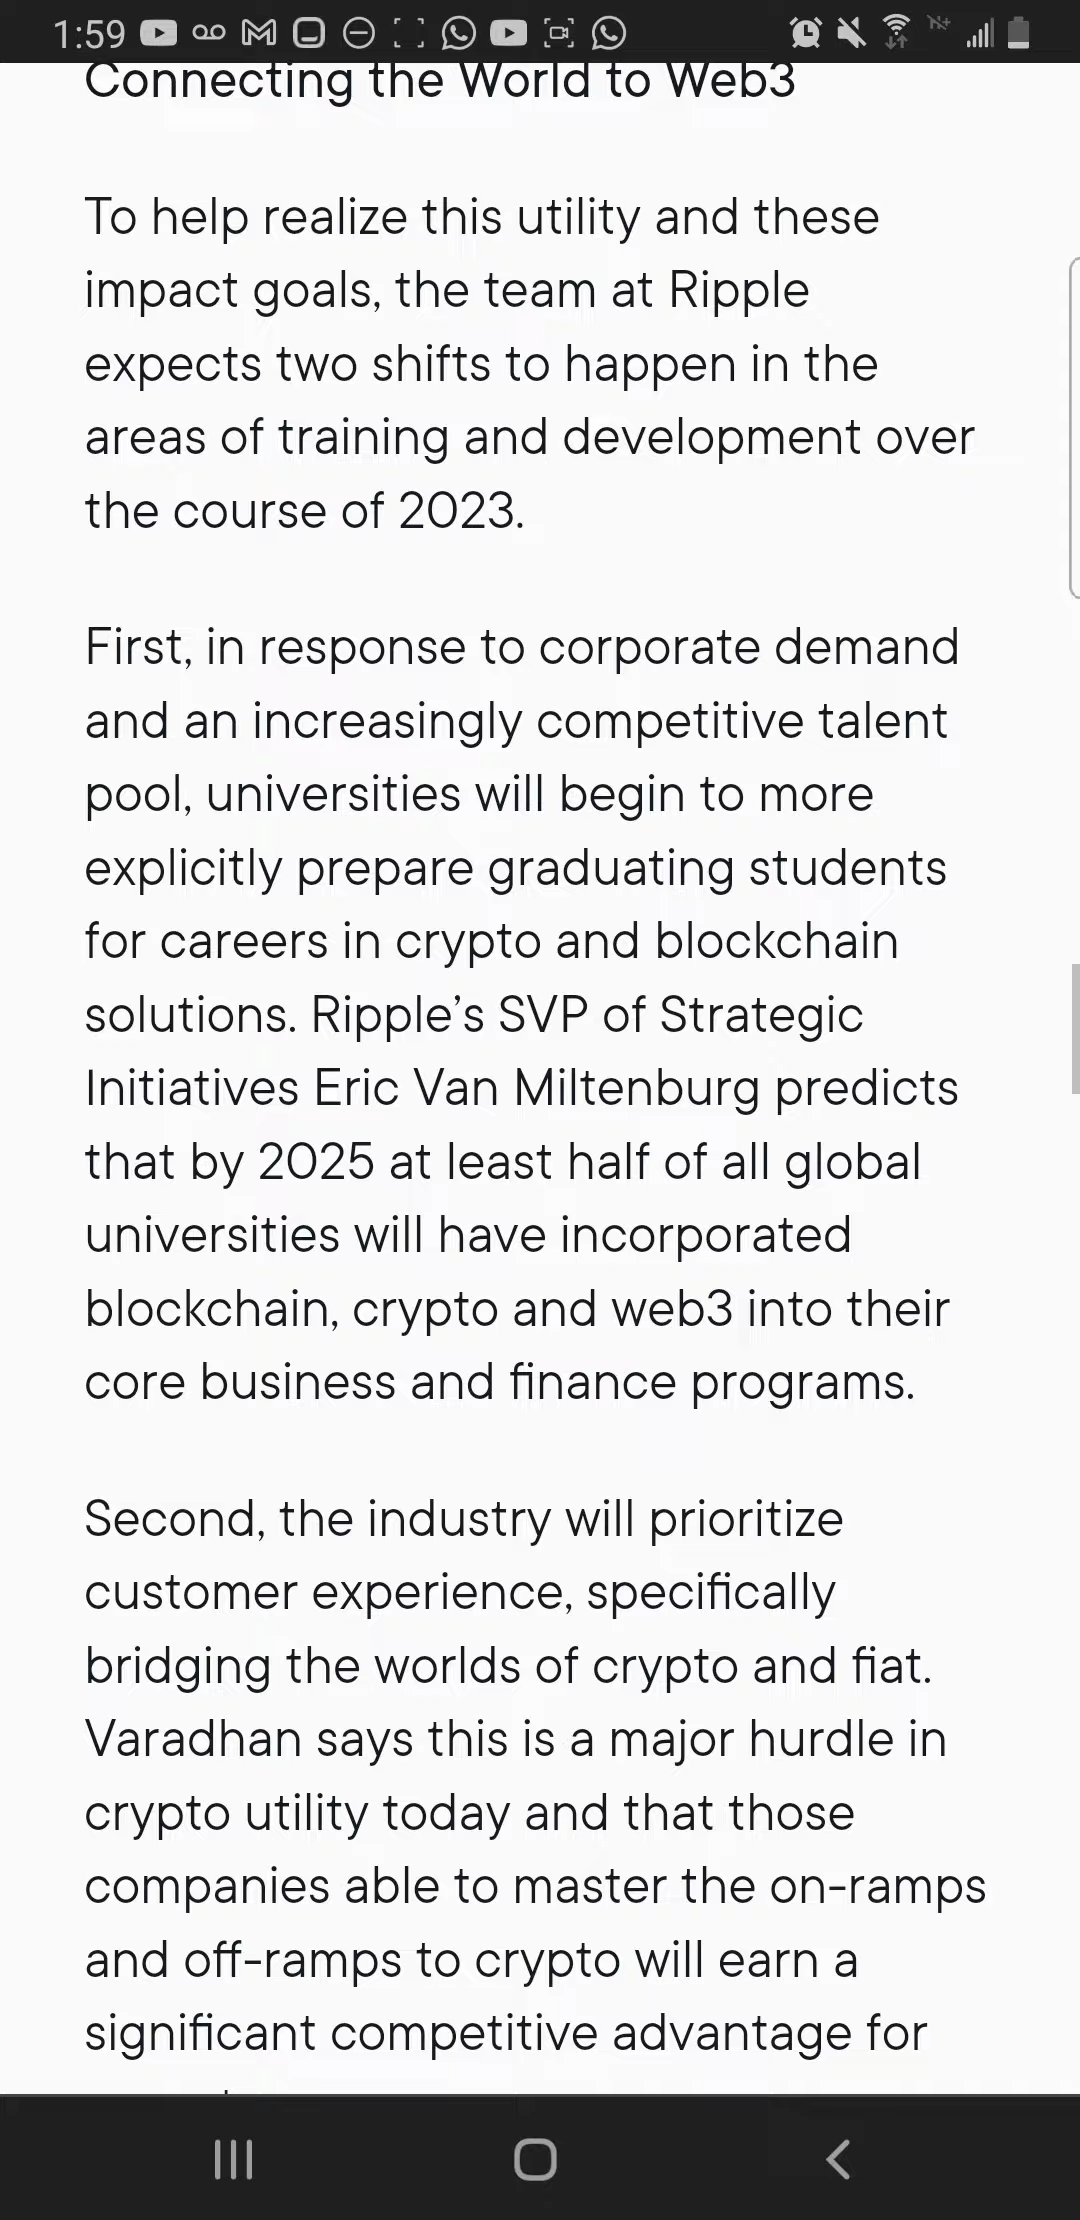 1:59
Connecting the World to Web3
To help realize this utility and these
impact goals, the team at Ripple
expects two shifts to happen in the
areas of training and development over
the course of 2023.
First, in response to corporate demand
and an increasingly competitive talent
pool, universities will begin to more
explicitly prepare graduating students
for careers in crypto and blockchain
solutions. Ripple’s SVP of Strategic
Initiatives Eric Van Miltenburg predicts
that by 2025 at least half of all global
universities will have incorporated
blockchain, crypto and web3 into their
core business and finance programs.
Second, the industry will prioritize
customer experience, specifically
bridging the worlds of crypto and fiat.
Varadhan says this is a major hurdle in
crypto utility today and that those
companies able to master the on-ramps
and off-ramps to crypto will earn a
significant competitive advantage for